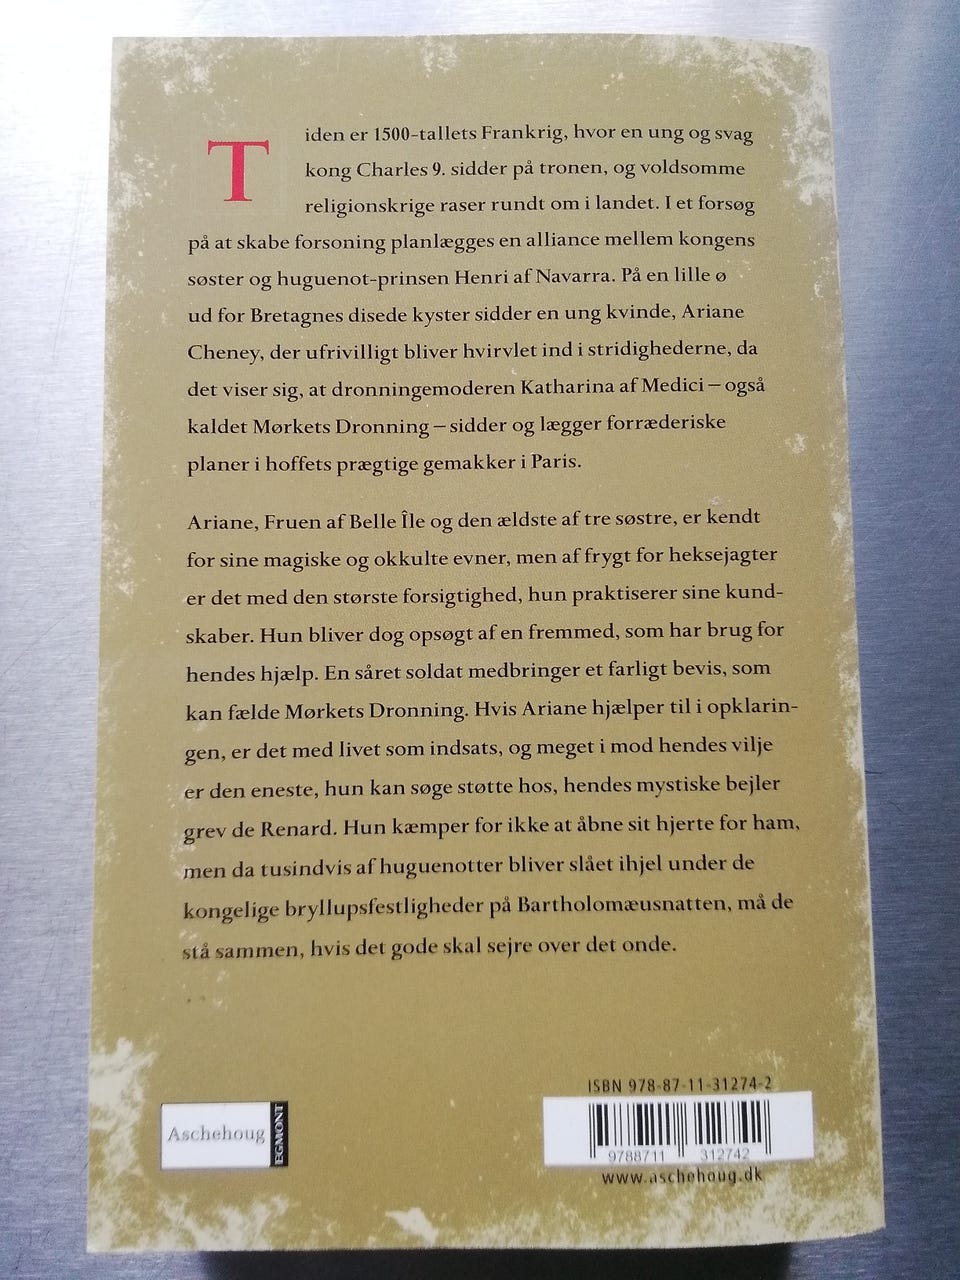 Tiden er 1500-tallets Frankrig, hvor en ung og svag
kong Charles 9. sidder på tronen, og voldsomme
religionskrige raser rundt om i landet. I et forsøg
på at skabe forsoning planlægges en alliance mellem kongens
søster og huguenot-prinsen Henri af Navarra. På en lille ø
ud for Bretagnes disede kyster sidder en ung kvinde, Ariane
Cheney, der ufrivilligt bliver hvirvlet ind i stridighederne, da
det viser sig, at dronningemoderen Katharina af Medici – også
kaldet Mørkets Dronning – sidder og lægger forræderiske
planer i hoffets prægtige gemakker i Paris.
Ariane, Fruen af Belle Île og den ældste af tre søstre, er kendt
for sine magiske og okkulte evner, men af frygt for heksejagter
er det med den største forsigtighed, hun praktiserer sine kund-
skaber. Hun bliver dog opsøgt af en fremmed, som har brug for
hendes hjælp. En såret soldat medbringer et farligt bevis, som
kan fælde Mørkets Dronning. Hvis Ariane hjælper til i opklarin-
gen, er det med livet som indsats, og meget i mod hendes vilje
er den eneste, hun kan søge støtte hos, hendes mystiske bejler
grev de Renard. Hun kæmper for ikke at åbne sit hjerte for ham,
men da tusindvis af huguenotter bliver slået ihjel under de
kongelige bryllupsfestligheder på Bartholomæusnatten, må de
stå sammen, hvis det gode skal sejre over det onde.
ISBN 978-87-11-31274-2
Aschehoug EGMONT
9788711 312742
www.aschehoug.dk